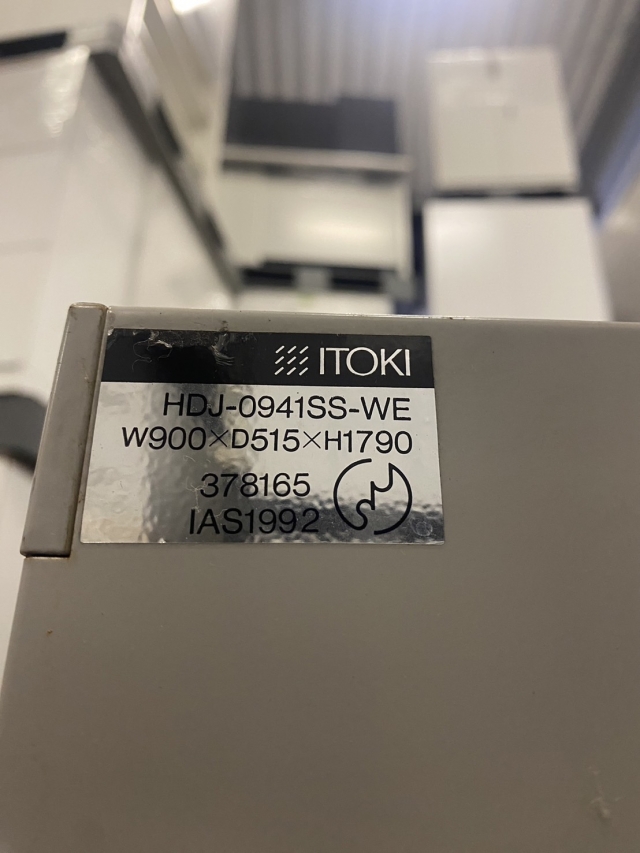 ITOKI
HDJ-0941SS-WE
W900×D515×H1790
378165
IAS1992